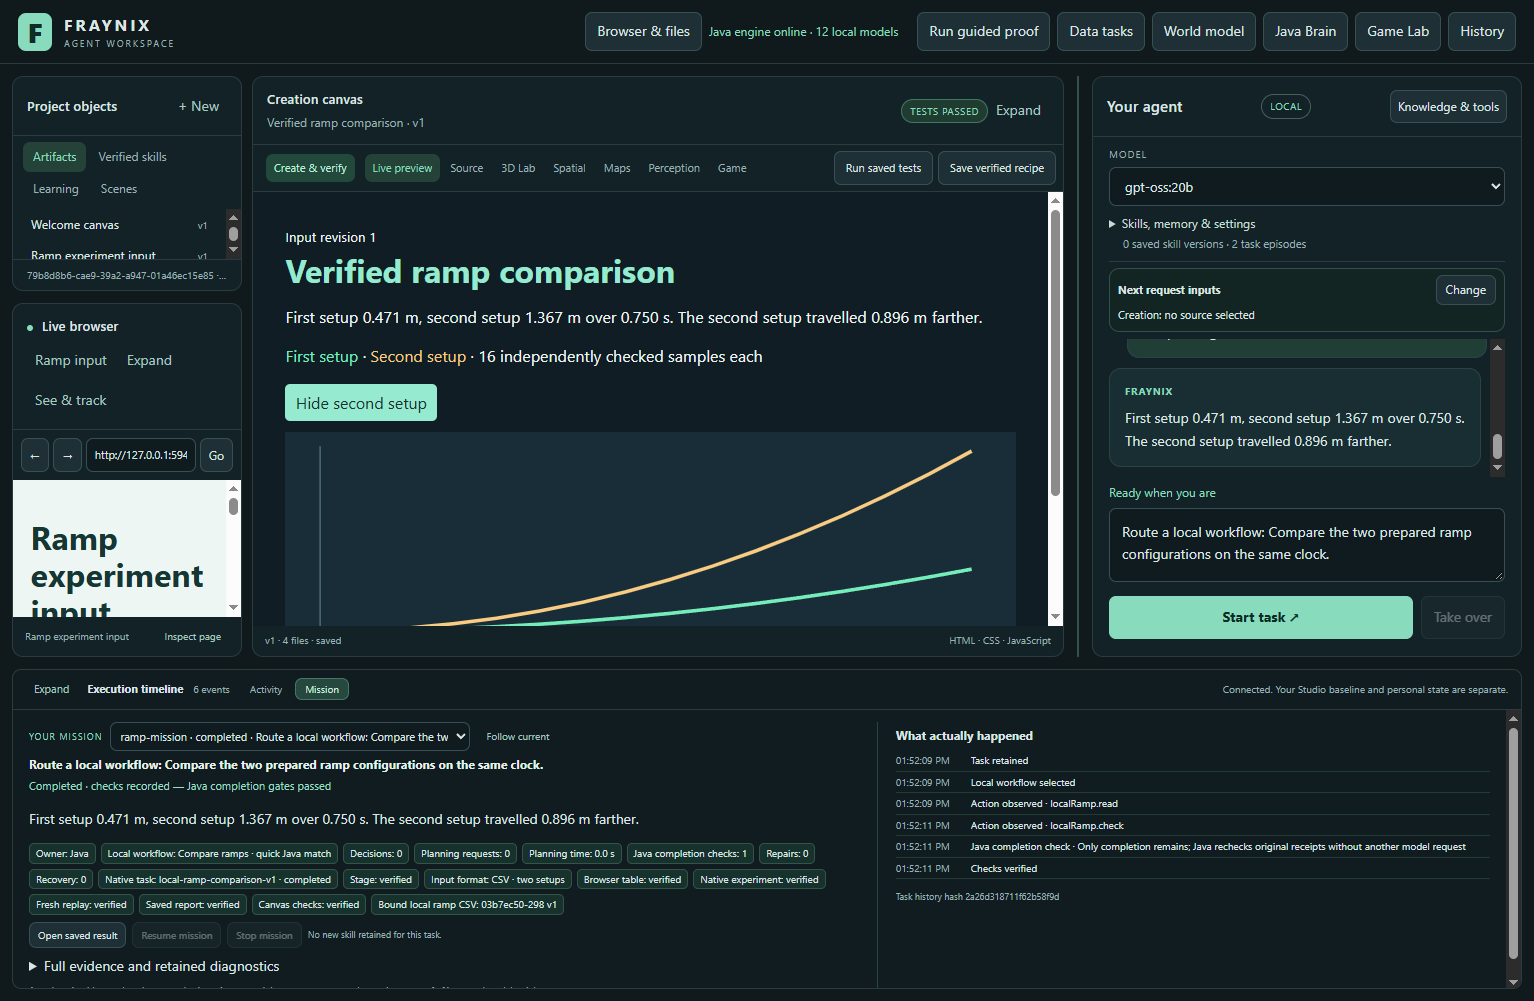 F FRAYNIX
AGENT WORKSPACE
Browser & files
Java engine online · 12 local models
Run guided proof
Data tasks
World model
Java Brain
Game Lab
History
Project objects
+ New
Artifacts
Verified skills
Learning
Scenes
Welcome canvas v1
Ramp experiment input v1
79b8d8b6-cae9-39a2-a947-01a46ec15e85 ·...
Live browser
Ramp input
Expand
See & track
← → http://127.0.0.1:594 Go
Ramp
experiment
input
Ramp experiment input
Inspect page
Creation canvas
Verified ramp comparison · v1
TESTS PASSED
Expand
Create & verify
Live preview
Source
3D Lab
Spatial
Maps
Perception
Game
Run saved tests
Save verified recipe
Input revision 1
Verified ramp comparison
First setup 0.471 m, second setup 1.367 m over 0.750 s. The second setup travelled 0.896 m farther.
First setup · Second setup · 16 independently checked samples each
Hide second setup
v1 · 4 files · saved
HTML · CSS · JavaScript
Your agent
LOCAL
Knowledge & tools
MODEL
gpt-oss:20b
Skills, memory & settings
0 saved skill versions · 2 task episodes
Next request inputs
Change
Creation: no source selected
FRAYNIX
First setup 0.471 m, second setup 1.367 m over 0.750 s.
The second setup travelled 0.896 m farther.
Ready when you are
Route a local workflow: Compare the two prepared ramp
configurations on the same clock.
Start task ↗
Take over
Expand
Execution timeline
6 events
Activity
Mission
Connected. Your Studio baseline and personal state are separate.
YOUR MISSION
ramp-mission · completed · Route a local workflow: Compare the tw
Follow current
Route a local workflow: Compare the two prepared ramp configurations on the same clock.
Completed · checks recorded — Java completion gates passed
First setup 0.471 m, second setup 1.367 m over 0.750 s. The second setup travelled 0.896 m farther.
Owner: Java
Local workflow: Compare ramps · quick Java match
Decisions: 0
Planning requests: 0
Planning time: 0.0 s
Java completion checks: 1
Repairs: 0
Recovery: 0
Native task: local-ramp-comparison-v1 · completed
Stage: verified
Input format: CSV · two setups
Browser table: verified
Native experiment: verified
Fresh replay: verified
Saved report: verified
Canvas checks: verified
Bound local ramp CSV: 03b7ec50-298 v1
Open saved result
Resume mission
Stop mission
No new skill retained for this task.
Full evidence and retained diagnostics
What actually happened
01:52:09 PM Task retained
01:52:09 PM Local workflow selected
01:52:09 PM Action observed · localRamp.read
01:52:11 PM Action observed · localRamp.check
01:52:11 PM Java completion check · Only completion remains; Java rechecks original receipts without another model request
01:52:11 PM Checks verified
Task history hash 2a26d318711f62b58f9d